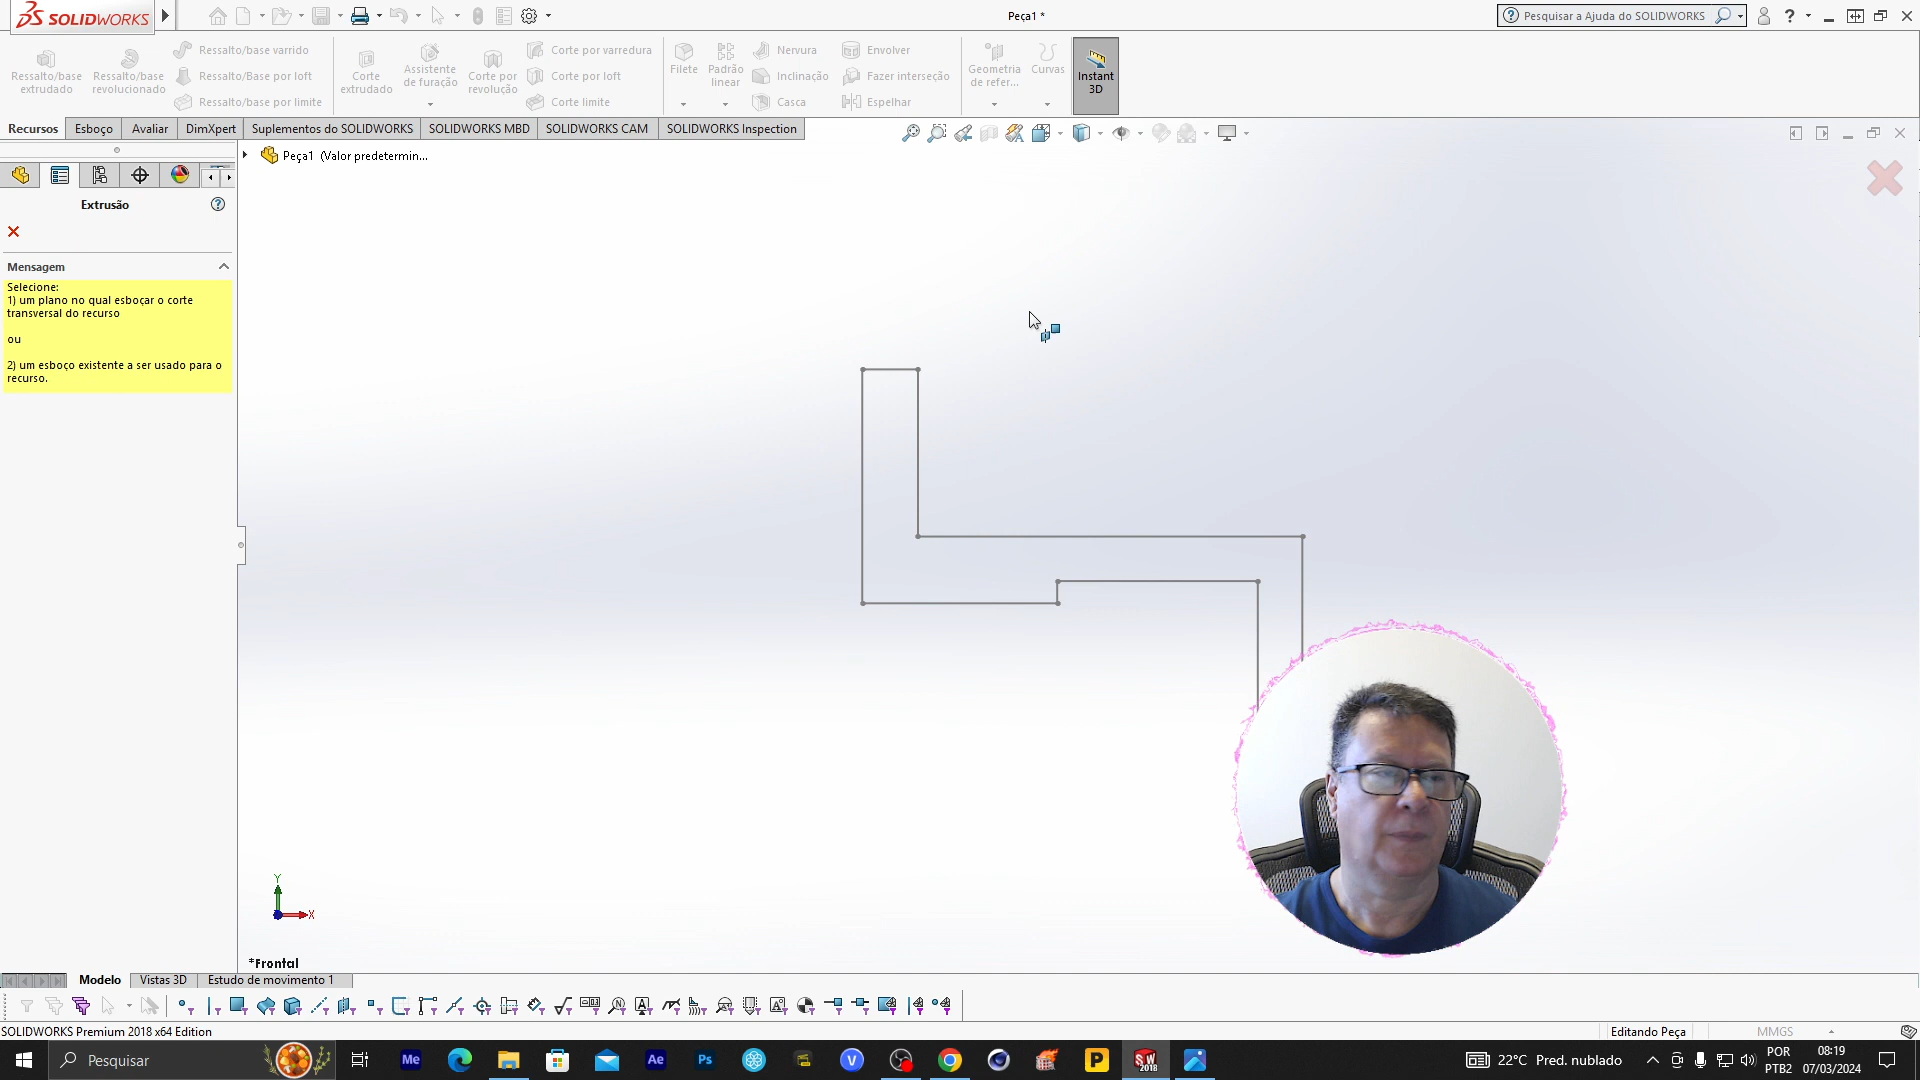 SOLIDWORKS
Peça1 *
Pesquisar a Ajuda do SOLIDWORKS
Ressalto/base extrudado
Ressalto/base revolucionado
Ressalto/base varrido
Ressalto/Base por loft
Ressalto/base por limite
Corte extrudado
Assistente de furação
Corte por revolução
Corte por varredura
Corte por loft
Corte limite
Filete
Padrão linear
Nervura
Inclinação
Casca
Envolver
Fazer interseção
Espelhar
Geometria de refer...
Curvas
Instant 3D
Recursos
Esboço
Avaliar
DimXpert
Suplementos do SOLIDWORKS
SOLIDWORKS MBD
SOLIDWORKS CAM
SOLIDWORKS Inspection
Peça1 (Valor predetermin...
Extrusão
Mensagem
Selecione:
1) um plano no qual esboçar o corte
transversal do recurso
ou
2) um esboço existente a ser usado para o
recurso.
Y
X
*Frontal
Modelo
Vistas 3D
Estudo de movimento 1
SOLIDWORKS Premium 2018 x64 Edition
Editando Peça
MMGS
Pesquisar
Me
Ae
Ps
V
P
SW
2018
22°C Pred. nublado
POR
PTB2
08:19
07/03/2024